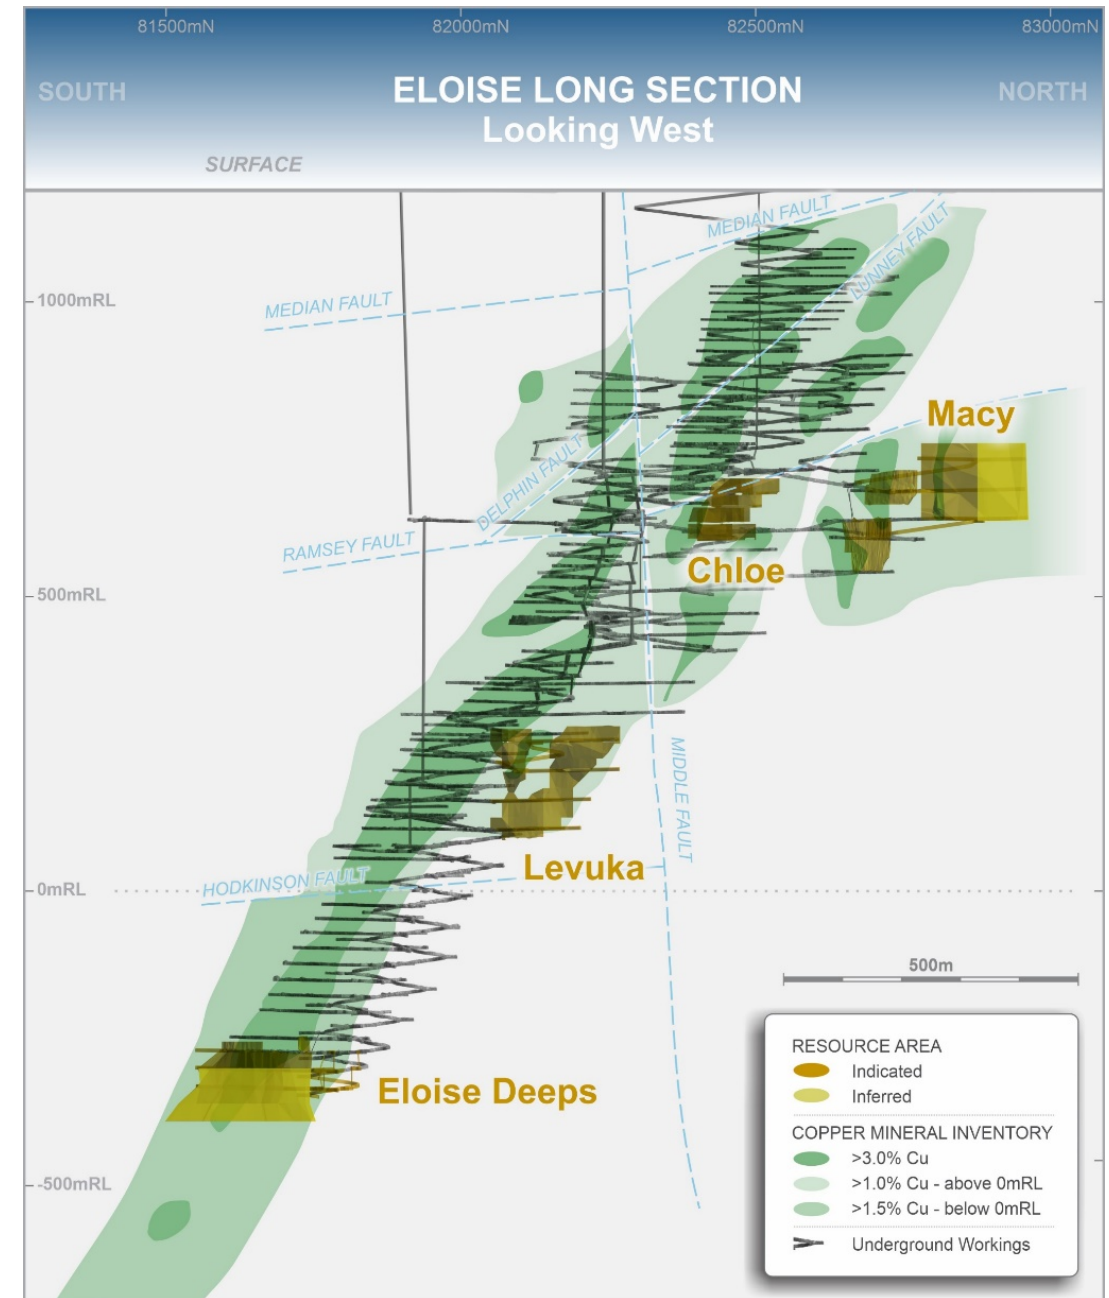 81500mN
82000mN
82500mN
83000mN
SOUTH
ELOISE LONG SECTION
NORTH
Looking West
SURFACE
MEDIAN FAULT
LUNNEY FAULT
1000mRL
MEDIAN FAULT
Macy
DELPHIN FAULT
RAMSEY FAULT
Chloe
500mRL
MIDDLE FAULT
Levuka
HODKINSON FAULT
0mRL
500m
Eloise Deeps
-500mRL
RESOURCE AREA
Indicated
Inferred
COPPER MINERAL INVENTORY
>3.0% Cu
>1.0% Cu - above 0mRL
>1.5% Cu - below 0mRL
Underground Workings